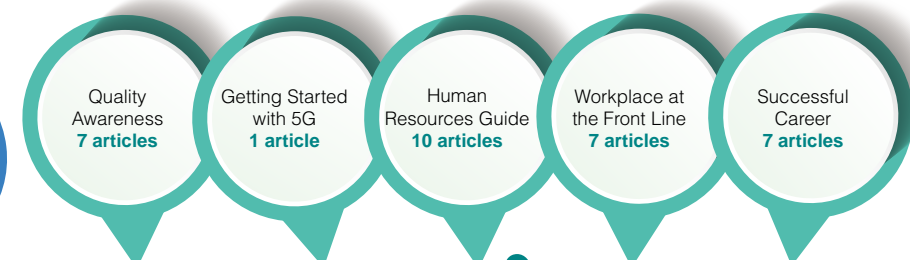 Quality
Awareness
7 articles
Getting Started
with 5G
1 article
Human
Resources Guide
10 articles
Workplace at
the Front Line
7 articles
Successful
Career
7 articles